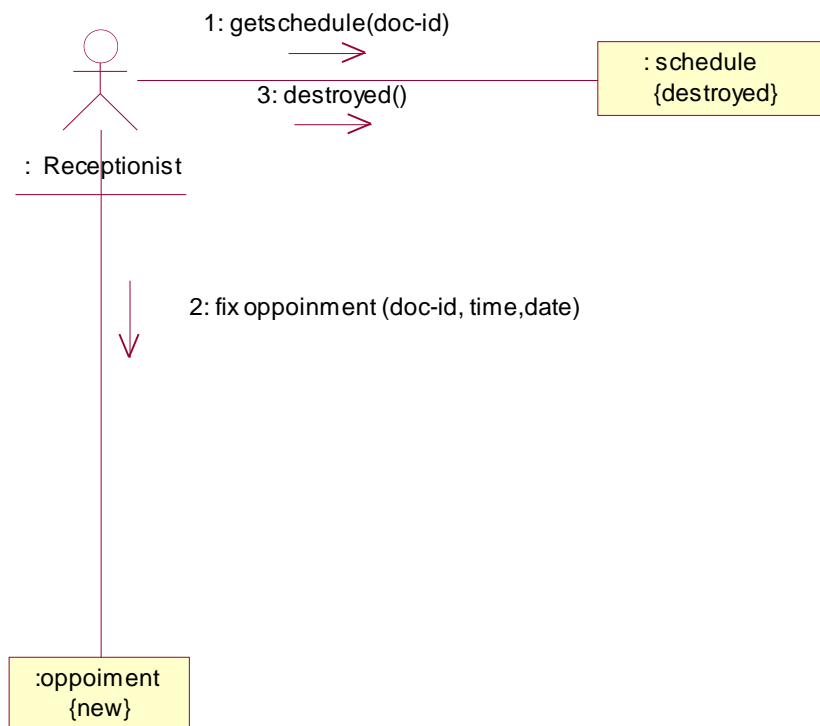 1: getschedule(doc-id)
: schedule
{destroyed}
3: destroyed()
: Receptionist
2: fix oppoinment (doc-id, time,date)
:oppoiment
{new}